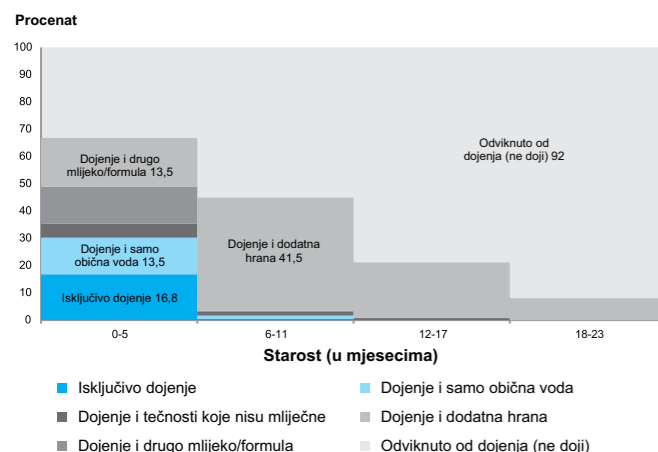 Procenat
100
90
80
70
60
50
40
30
20
10
0
Dojenje i drugo
mlijeko/formula 13,5
Dojenje i samo
obična voda 13,5
Isključivo dojenje 16,8
Dojenje i dodatna
hrana 41,5
Odviknuto od
dojenja (ne doji) 92
0-5 6-11 12-17 18-23
Starost (u mjesecima)
Isključivo dojenje
Dojenje i samo obična voda
Dojenje i tečnosti koje nisu mliječne
Dojenje i dodatna hrana
Dojenje i drugo mlijeko/formula
Odviknuto od dojenja (ne doji)